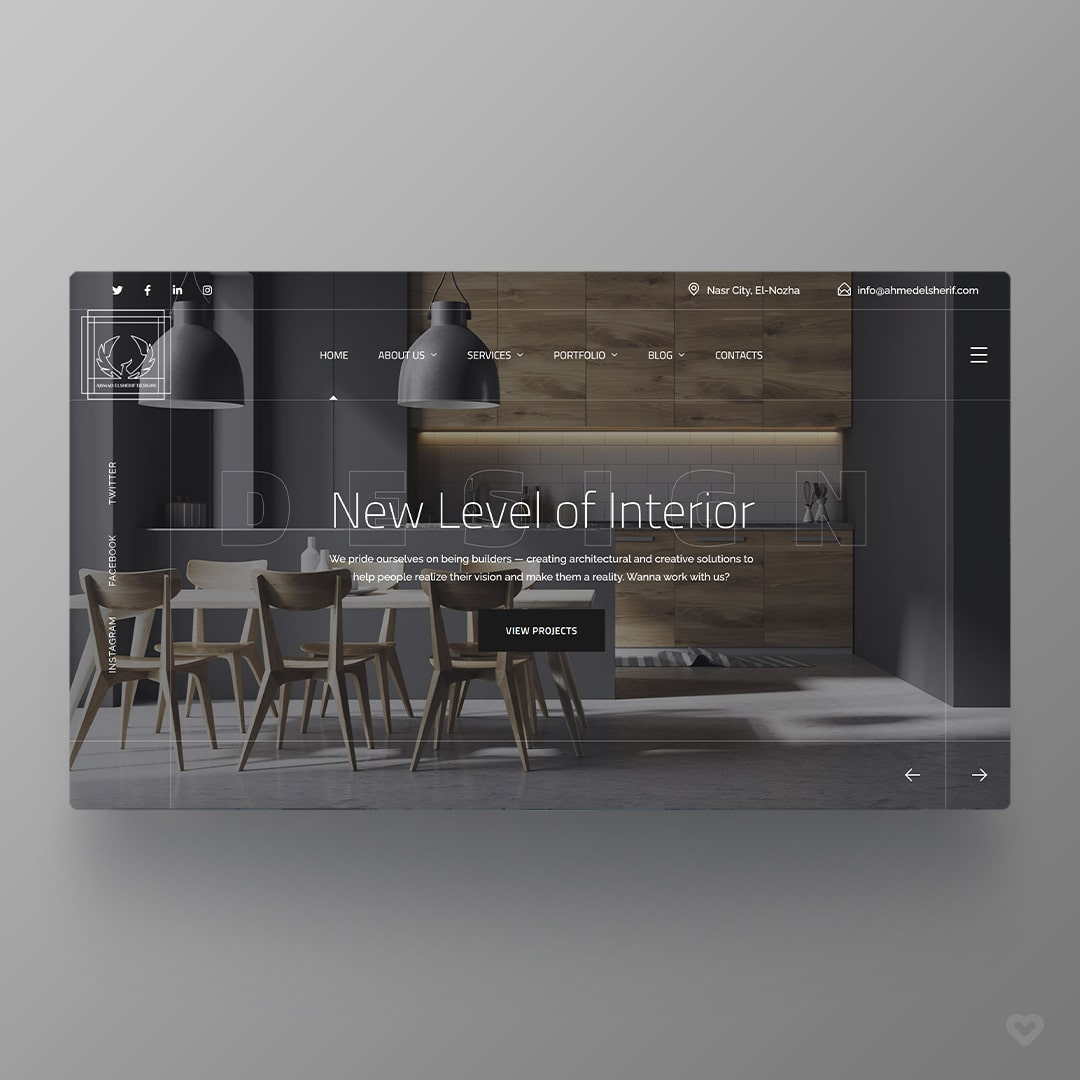 Nasr City, El-Nozha
info@ahmedelsherif.com
AHMAD ELSHERIF DESIGNS
HOME
ABOUT US
SERVICES
PORTFOLIO
BLOG
CONTACTS
TWITTER
FACEBOOK
INSTAGRAM
DESIGN
New Level of Interior
We pride ourselves on being builders — creating architectural and creative solutions to
help people realize their vision and make them a reality. Wanna work with us?
VIEW PROJECTS